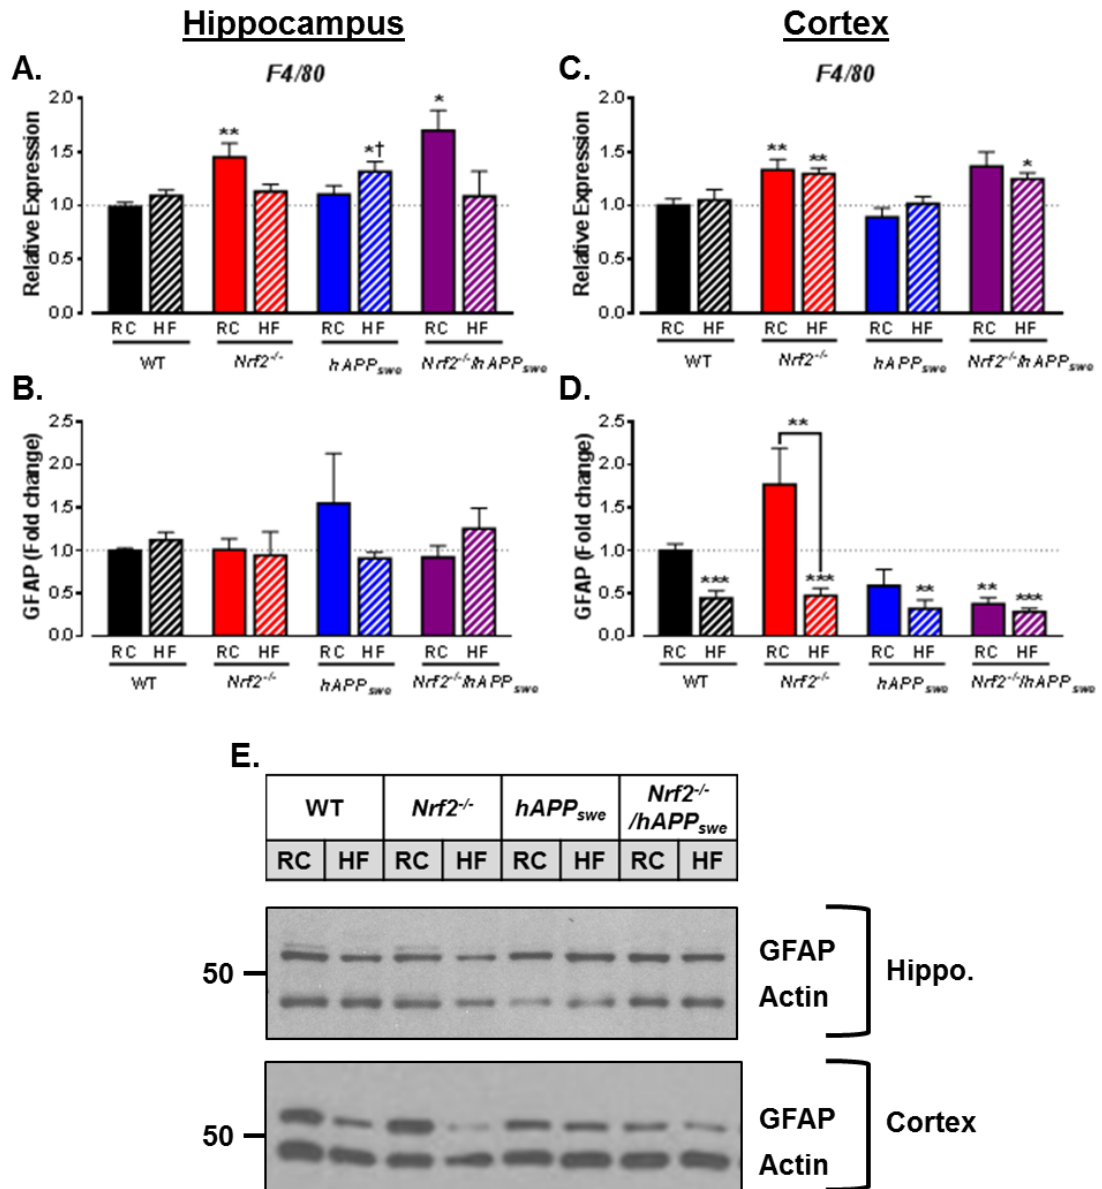 Hippocampus
Cortex
A.
F4/80
Relative Expression
2.0
1.5
1.0
0.5
0.0
**
*†
*
RC HF RC HF RC HF RC HF
WT Nrf2-/- hAPPswe Nrf2-/-/hAPPswe
C.
F4/80
Relative Expression
2.0
1.5
1.0
0.5
0.0
** ** *
RC HF RC HF RC HF RC HF
WT Nrf2-/- hAPPswe Nrf2-/-/hAPPswe
B.
GFAP (Fold change)
2.5
2.0
1.5
1.0
0.5
0.0
RC HF RC HF RC HF RC HF
WT Nrf2-/- hAPPswe Nrf2-/-/hAPPswe
D.
GFAP (Fold change)
2.5
2.0
1.5
1.0
0.5
0.0
**
*** *** ** ** ***
RC HF RC HF RC HF RC HF
WT Nrf2-/- hAPPswe Nrf2-/-/hAPPswe
E.
WT Nrf2-/- hAPPswe Nrf2-/-
/hAPPswe
RC HF RC HF RC HF RC HF
50
GFAP
Actin
Hippo.
50
GFAP
Actin
Cortex